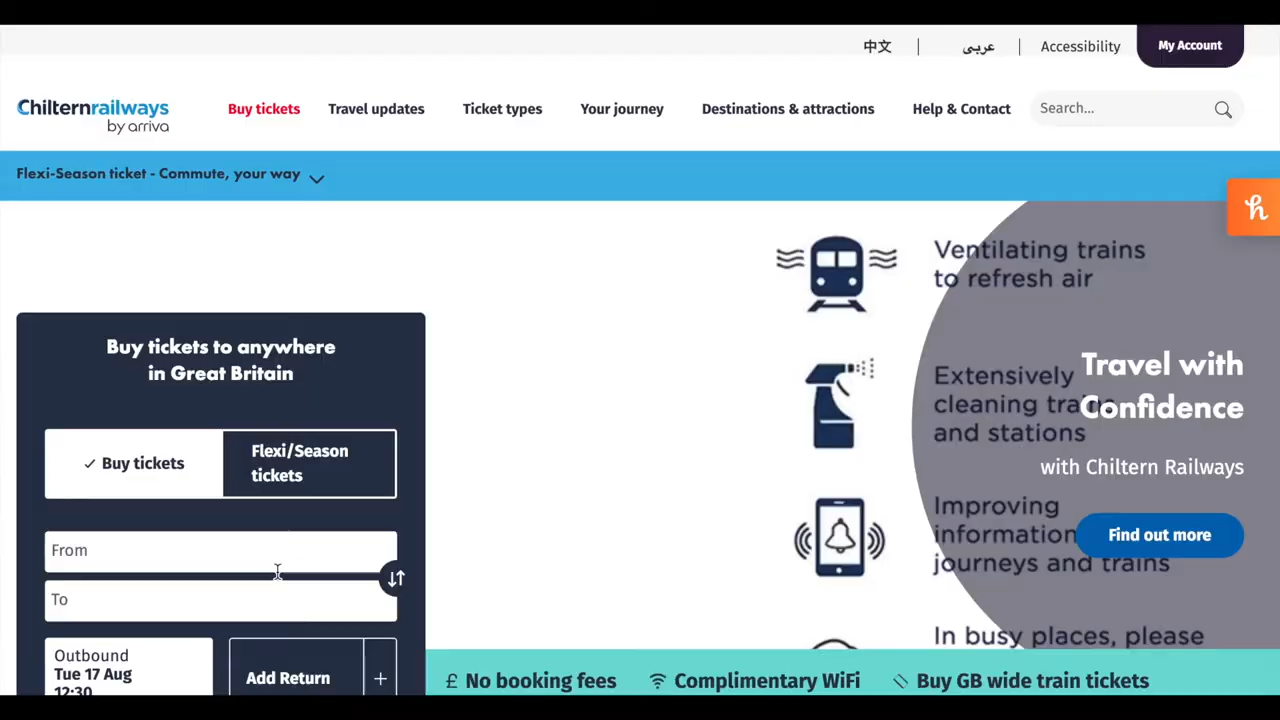 中文
عربى
Accessibility
My Account
Chilternrailways
by arriva
Buy tickets
Travel updates
Ticket types
Your journey
Destinations & attractions
Help & Contact
Search...
Flexi-Season ticket - Commute, your way
h
Ventilating trains
to refresh air
Buy tickets to anywhere
in Great Britain
Buy tickets
Flexi/Season
tickets
From
To
Outbound
Tue 17 Aug
12:30
Add Return
+
Extensively
cleaning trains
and stations
Improving
information
journeys and trains
In busy places, please
Travel with
Confidence
with Chiltern Railways
Find out more
£ No booking fees
Complimentary WiFi
Buy GB wide train tickets